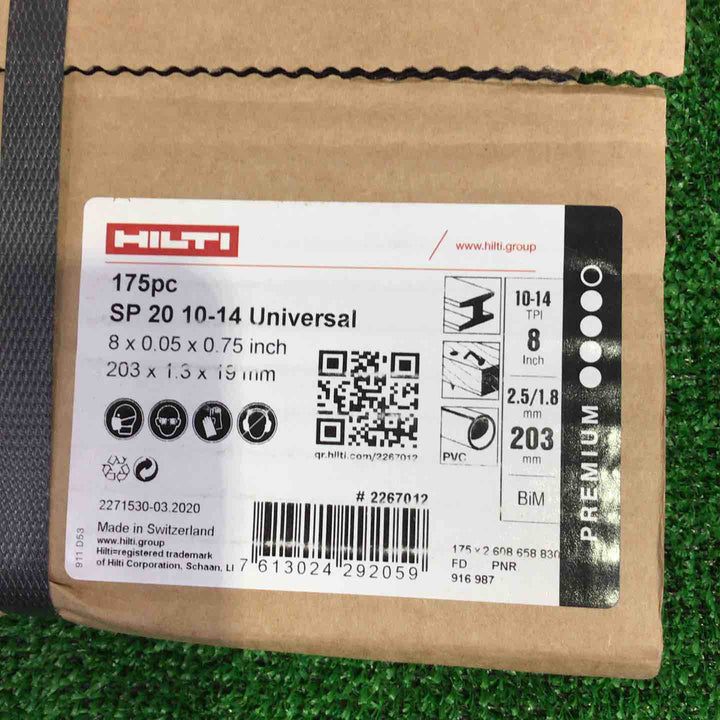 HILTI
www.hilti.group
175pc
SP 20 10-14 Universal
8 x 0.05 x 0.75 inch
203 x 1.3 x 19 mm
qr.hilti.com/2267012
PVC
10-14
TPI
8
Inch
2.5/1.8
mm
203
mm
BiM
PREMIUM
2271530-03.2020
Made in Switzerland
www.hilti.group
Hilti=registered trademark
of Hilti Corporation, Schaan, LI
911 D53
# 2267012
7 613024 292059
175 x 2 608 658 830
FD PNR
916 987